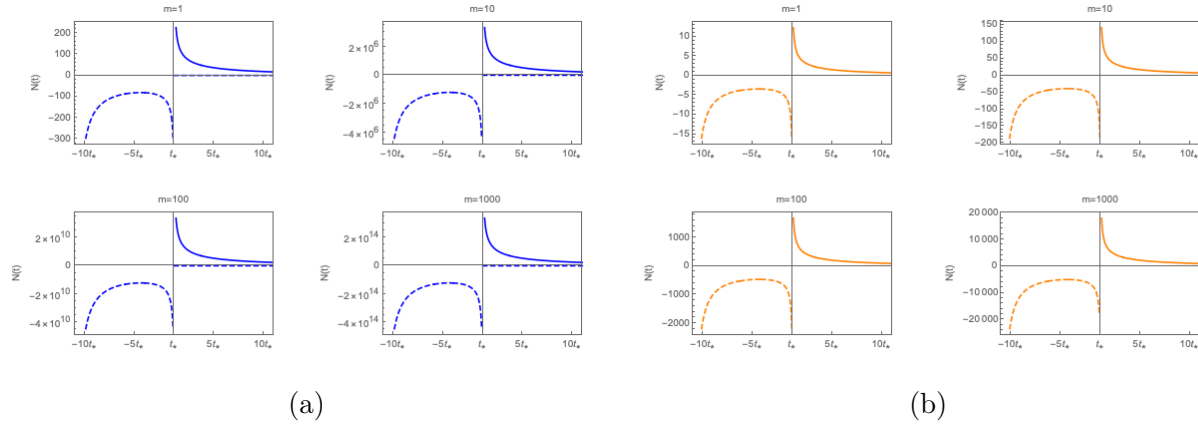 m=1
N(t)
200
100
0
−100
−200
−300
−10t⋆ −5t⋆ t⋆ 5t⋆ 10t⋆
m=10
N(t)
2×10⁶
0
−2×10⁶
−4×10⁶
−10t⋆ −5t⋆ t⋆ 5t⋆ 10t⋆
m=100
N(t)
2×10¹⁰
0
−2×10¹⁰
−4×10¹⁰
−10t⋆ −5t⋆ t⋆ 5t⋆ 10t⋆
m=1000
N(t)
2×10¹⁴
0
−2×10¹⁴
−4×10¹⁴
−10t⋆ −5t⋆ t⋆ 5t⋆ 10t⋆
(a)
m=1
N(t)
10
5
0
−5
−10
−15
−10t⋆ −5t⋆ t⋆ 5t⋆ 10t⋆
m=10
N(t)
150
100
50
0
−50
−100
−150
−200
−10t⋆ −5t⋆ t⋆ 5t⋆ 10t⋆
m=100
N(t)
1000
0
−1000
−2000
−10t⋆ −5t⋆ t⋆ 5t⋆ 10t⋆
m=1000
N(t)
20 000
10 000
0
−10 000
−20 000
−10t⋆ −5t⋆ t⋆ 5t⋆ 10t⋆
(b)